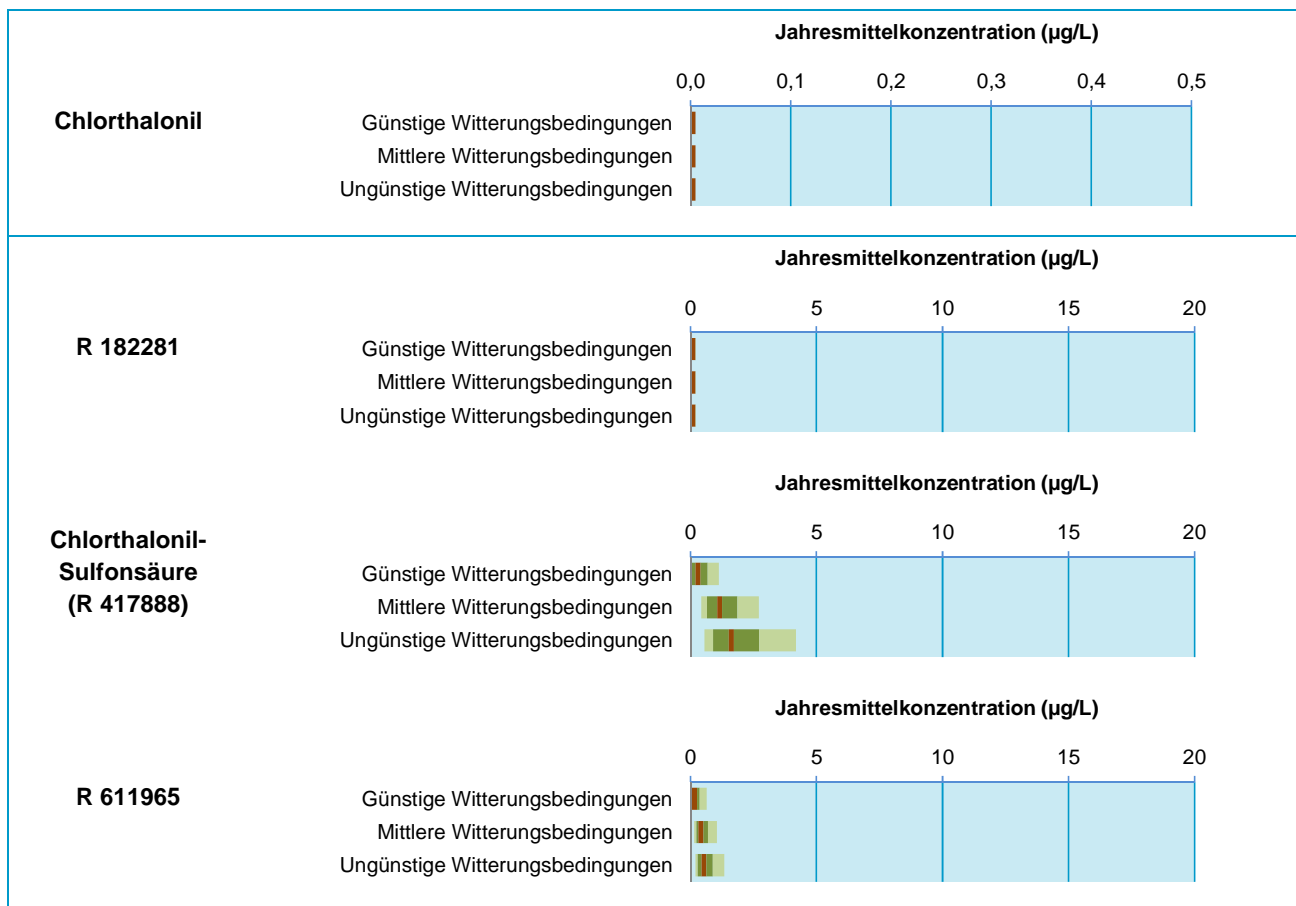 Jahresmittelkonzentration (µg/L)
0,0 0,1 0,2 0,3 0,4 0,5
Chlorthalonil
Günstige Witterungsbedingungen
Mittlere Witterungsbedingungen
Ungünstige Witterungsbedingungen
Jahresmittelkonzentration (µg/L)
0 5 10 15 20
R 182281
Günstige Witterungsbedingungen
Mittlere Witterungsbedingungen
Ungünstige Witterungsbedingungen
Jahresmittelkonzentration (µg/L)
0 5 10 15 20
Chlorthalonil-
Sulfonsäure
(R 417888)
Günstige Witterungsbedingungen
Mittlere Witterungsbedingungen
Ungünstige Witterungsbedingungen
Jahresmittelkonzentration (µg/L)
0 5 10 15 20
R 611965
Günstige Witterungsbedingungen
Mittlere Witterungsbedingungen
Ungünstige Witterungsbedingungen